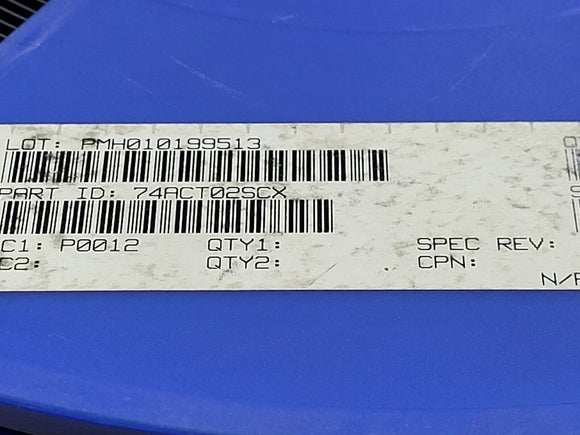 LOT: PMH010199513
PART ID: 74ACT02SCX
C1: P0012 QTY1: SPEC REV:
C2: QTY2: CPN: